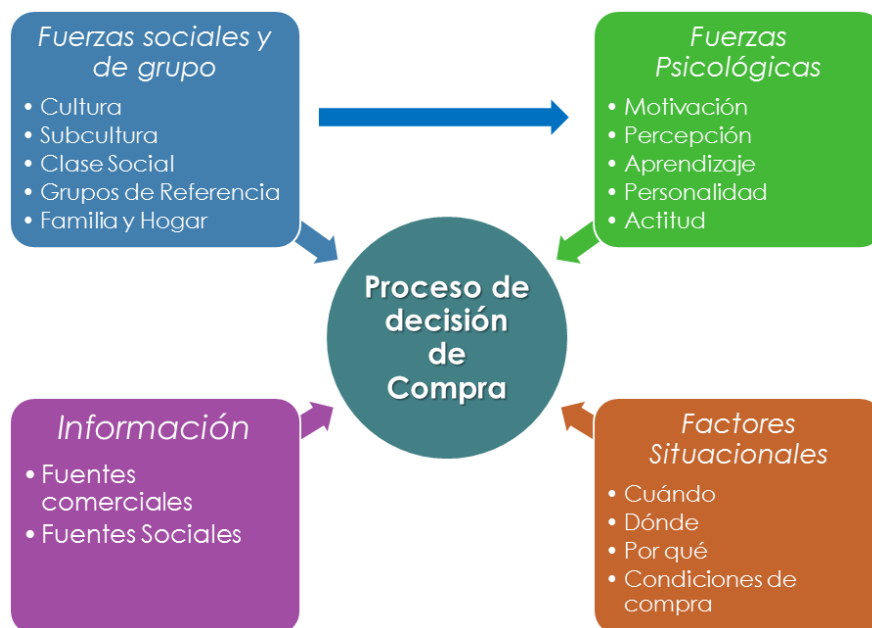 Fuerzas sociales y
de grupo
• Cultura
• Subcultura
• Clase Social
• Grupos de Referencia
• Familia y Hogar
Fuerzas
Psicológicas
• Motivación
• Percepción
• Aprendizaje
• Personalidad
• Actitud
Proceso de
decisión
de
Compra
Información
• Fuentes
comerciales
• Fuentes Sociales
Factores
Situacionales
• Cuándo
• Dónde
• Por qué
• Condiciones de
compra